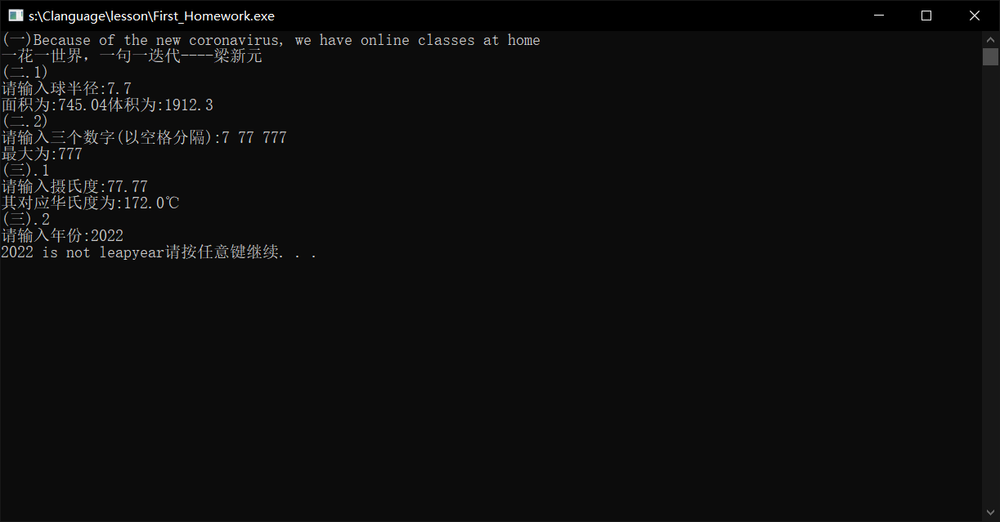 s:\Clanguage\lesson\First_Homework.exe
(一)Because of the new coronavirus, we have online classes at home
一花一世界，一句一迭代----梁新元
(二.1)
请输入球半径:7.7
面积为:745.04体积为:1912.3
(二.2)
请输入三个数字(以空格分隔):7 77 777
最大为:777
(三).1
请输入摄氏度:77.77
其对应华氏度为:172.0℃
(三).2
请输入年份:2022
2022 is not leapyear请按任意键继续. . .